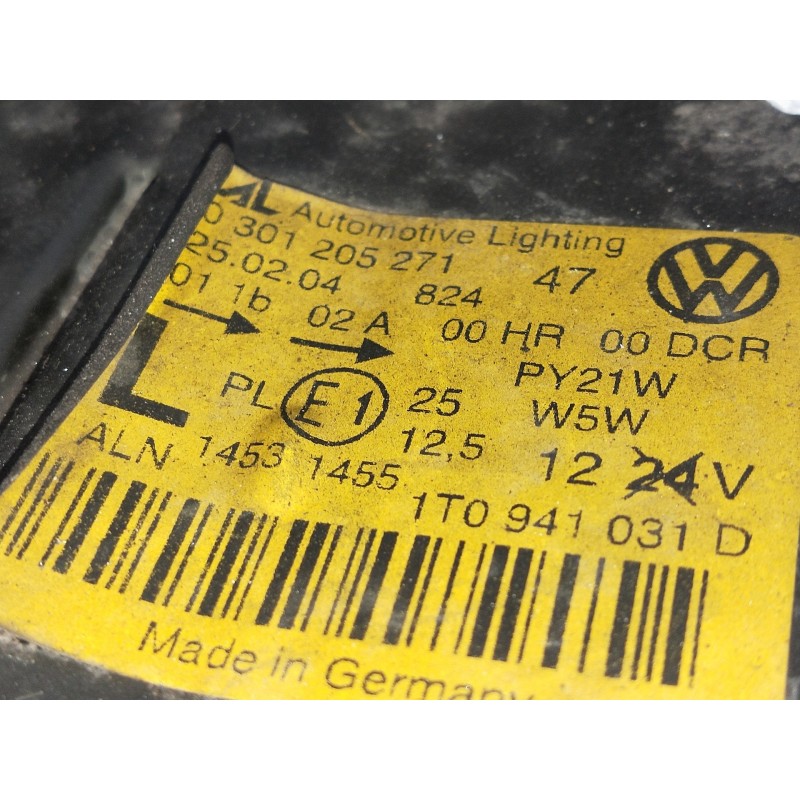 AL Automotive Lighting
0 301 205 271 47
25.02.04 824
01 1b 02 A 00 HR 00 DCR
L PL E1 25 PY21W
12,5 W5W
ALN 1453 1455 12 24 V
1T0 941 031 D
Made in Germany